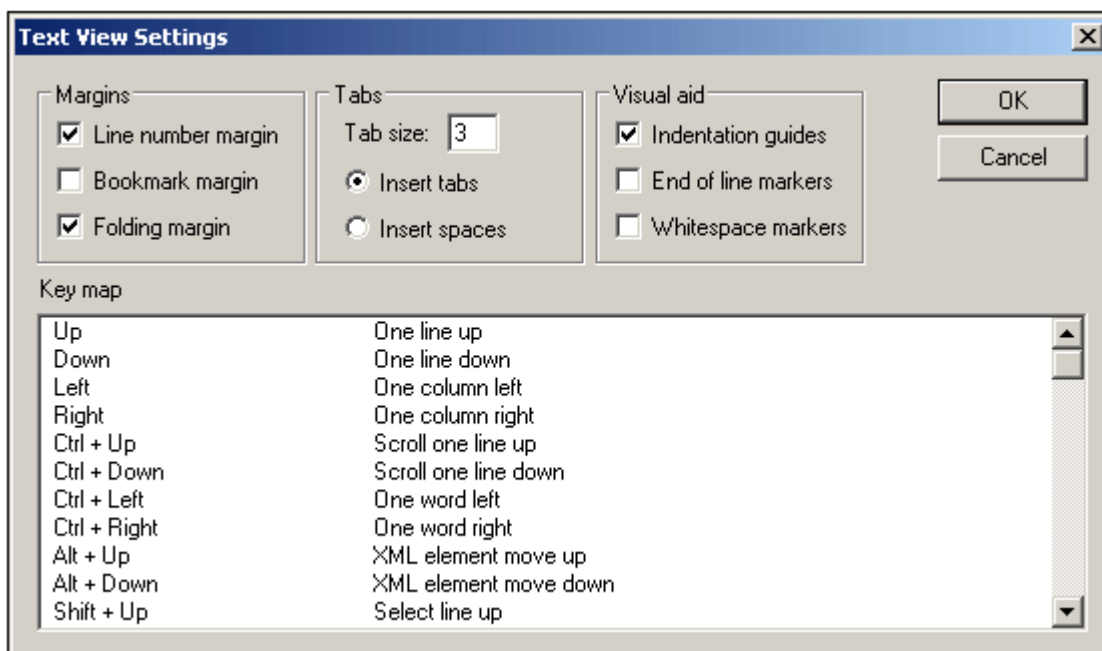 Text View Settings
Margins
Line number margin
Bookmark margin
Folding margin
Tabs
Tab size: 3
Insert tabs
Insert spaces
Visual aid
Indentation guides
End of line markers
Whitespace markers
OK
Cancel
Key map
Up One line up
Down One line down
Left One column left
Right One column right
Ctrl + Up Scroll one line up
Ctrl + Down Scroll one line down
Ctrl + Left One word left
Ctrl + Right One word right
Alt + Up XML element move up
Alt + Down XML element move down
Shift + Up Select line up